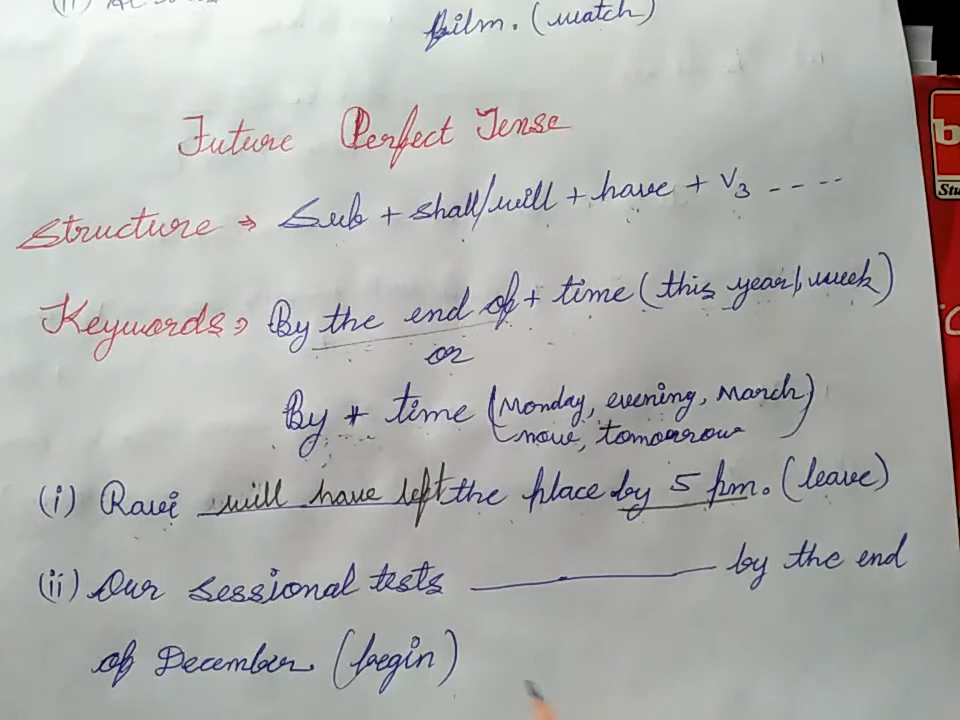 film. (watch)
Future Perfect Tense
Structure → Sub + shall/will + have + V3 ----
Keywords → By the end of + time (this year/week)
or
By + time (Monday, evening, March)
now, tomorrow
(i) Ravi will have left the place by 5 pm. (leave)
(ii) Our sessional tests __________ by the end
of December. (begin)
b
Stu